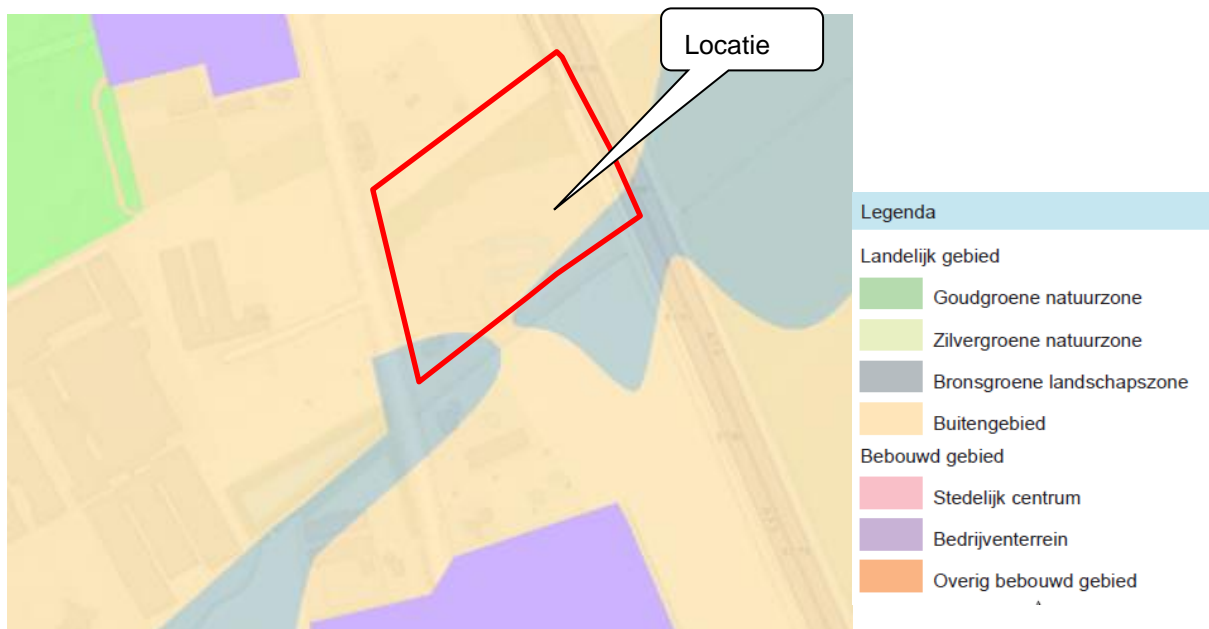 Locatie
Legenda
Landelijk gebied
Goudgroene natuurzone
Zilvergroene natuurzone
Bronsgroene landschapszone
Buitengebied
Bebouwd gebied
Stedelijk centrum
Bedrijventerrein
Overig bebouwd gebied